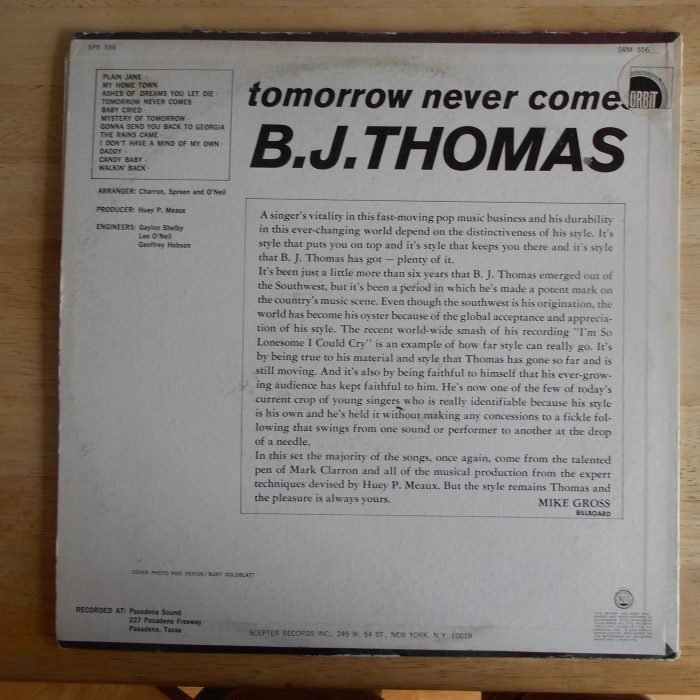 SPS 556
SRM 556
PLAIN JANE
MY HOME TOWN
ASHES OF DREAMS YOU LET DIE
TOMORROW NEVER COMES
BABY CRIED
MYSTERY OF TOMORROW
GONNA SEND YOU BACK TO GEORGIA
THE RAINS CAME
I DON'T HAVE A MIND OF MY OWN
DADDY
CANDY BABY
WALKIN' BACK
tomorrow never comes
ORBIT
B.J.THOMAS
ARRANGER: Charron, Spreen and O'Neil
PRODUCER: Huey P. Meaux
ENGINEERS: Gaylon Shelby
Leo O'Neil
Geoffrey Hobson
A singer's vitality in this fast-moving pop music business and his durability
in this ever-changing world depend on the distinctiveness of his style. It's
style that puts you on top and it's style that keeps you there and it's style
that B. J. Thomas has got — plenty of it.
It's been just a little more than six years that B. J. Thomas emerged out of
the Southwest, but it's been a period in which he's made a potent mark on
the country's music scene. Even though the southwest is his origination, the
world has become his oyster because of the global acceptance and apprecia-
tion of his style. The recent world-wide smash of his recording "I'm So
Lonesome I Could Cry" is an example of how far style can really go. It's
by being true to his material and style that Thomas has gone so far and is
still moving. And it's also by being faithful to himself that his ever-grow-
ing audience has kept faithful to him. He's now one of the few of today's
current crop of young singers who is really identifiable because his style
is his own and he's held it without making any concessions to a fickle fol-
lowing that swings from one sound or performer to another at the drop
of a needle.
In this set the majority of the songs, once again, come from the talented
pen of Mark Clarron and all of the musical production from the expert
techniques devised by Huey P. Meaux. But the style remains Thomas and
the pleasure is always yours.
MIKE GROSS
BILLBOARD
COVER PHOTO AND DESIGN/BURT GOLDBLATT
RECORDED AT: Pasadena Sound
227 Pasadena Freeway
Pasadena, Texas
SCEPTER RECORDS INC., 245 W. 54 ST., NEW YORK, N.Y. 10019